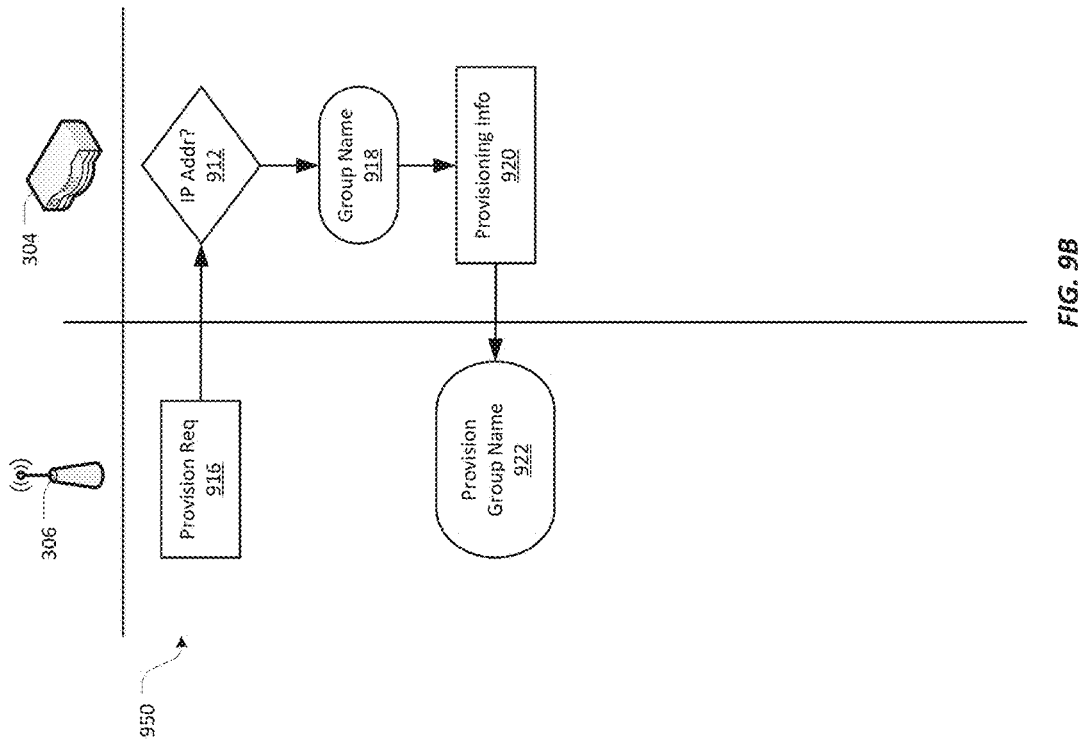 306
304
950
Provision Req
916
IP Addr?
912
Group Name
918
Provisioning Info
920
Provision
Group Name
922
FIG. 9B